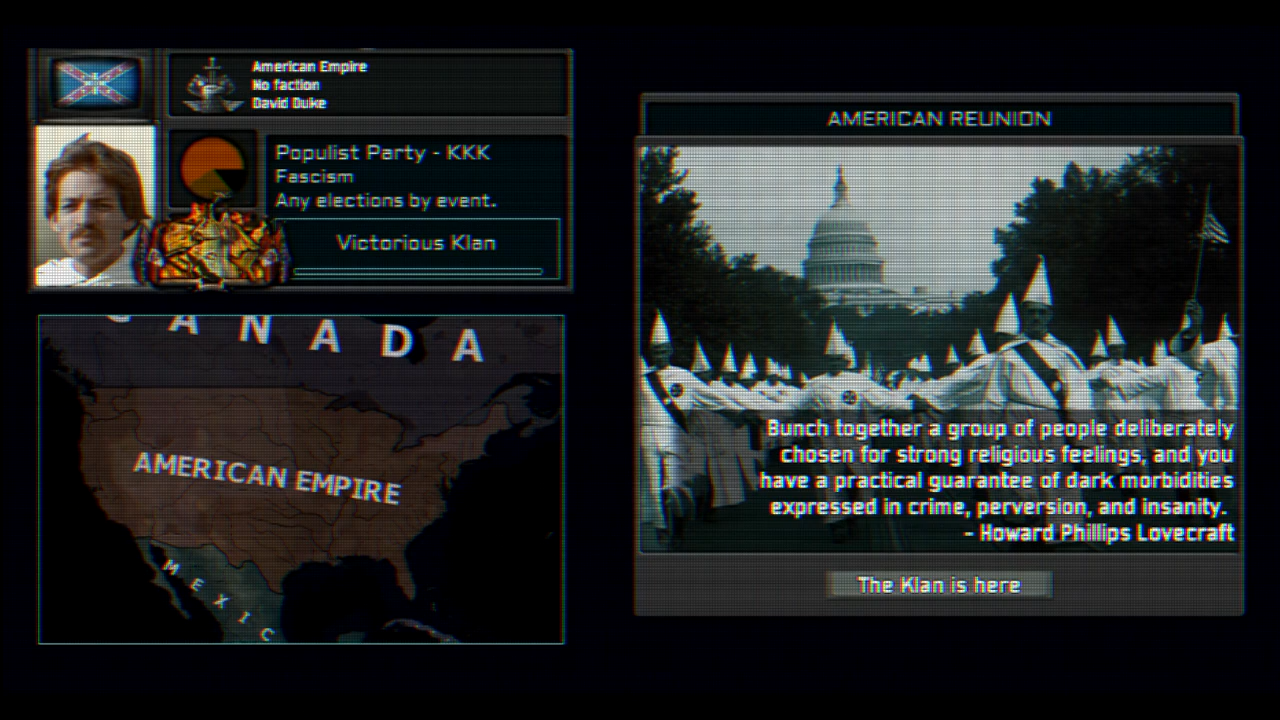 American Empire
No faction
David Duke
Populist Party - KKK
Fascism
Any elections by event.
Victorious Klan
CANADA
AMERICAN EMPIRE
MEXIC
AMERICAN REUNION
Bunch together a group of people deliberately
chosen for strong religious feelings, and you
have a practical guarantee of dark morbidities
expressed in crime, perversion, and insanity.
- Howard Phillips Lovecraft
The Klan is here